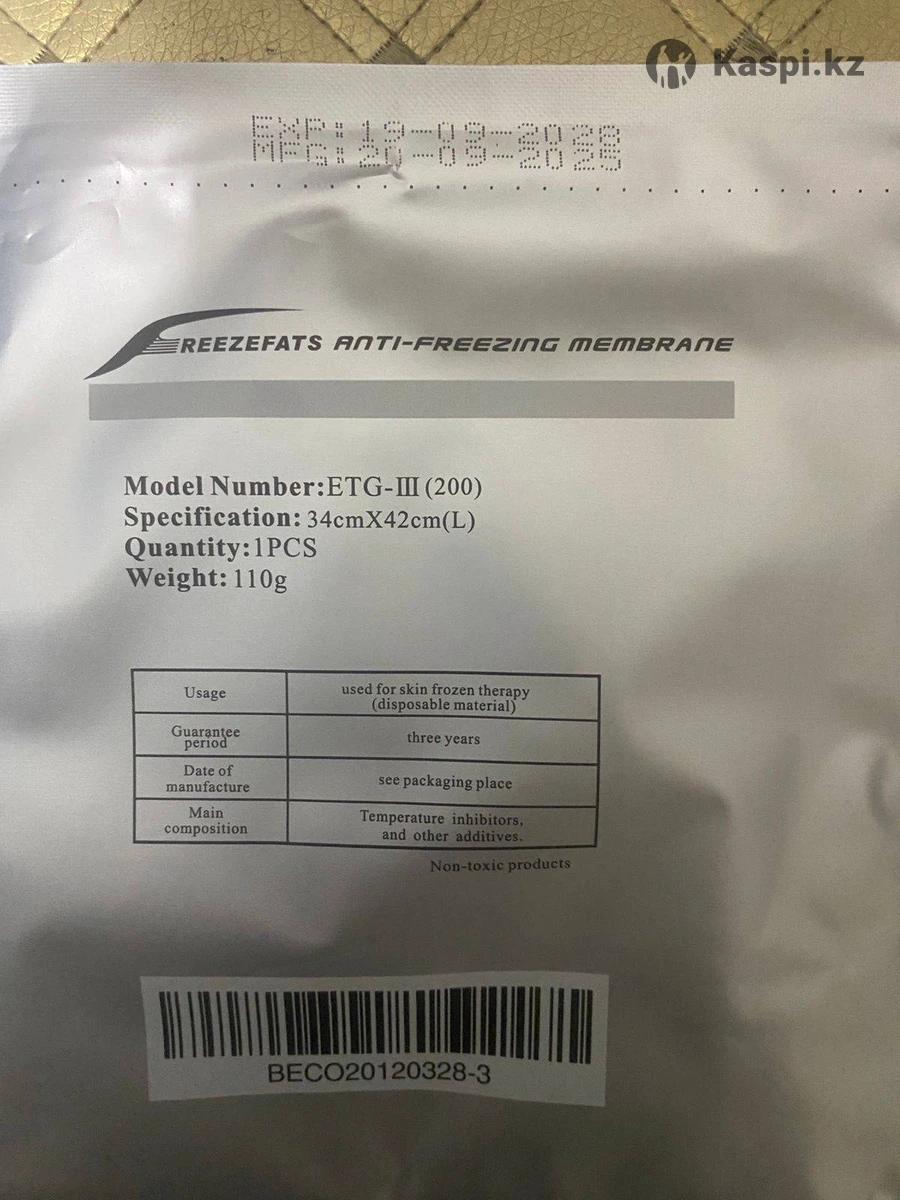 Kaspi.kz
EXP:19-09-2028
MFG:20-09-2025
FREEZEFATS ANTI-FREEZING MEMBRANE
Model Number:ETG-III(200)
Specification: 34cmX42cm(L)
Quantity:1PCS
Weight: 110g
Usage
used for skin frozen therapy
(disposable material)
Guarantee
period
three years
Date of
manufacture
see packaging place
Main
composition
Temperature inhibitors,
and other additives.
Non-toxic products
BECO20120328-3